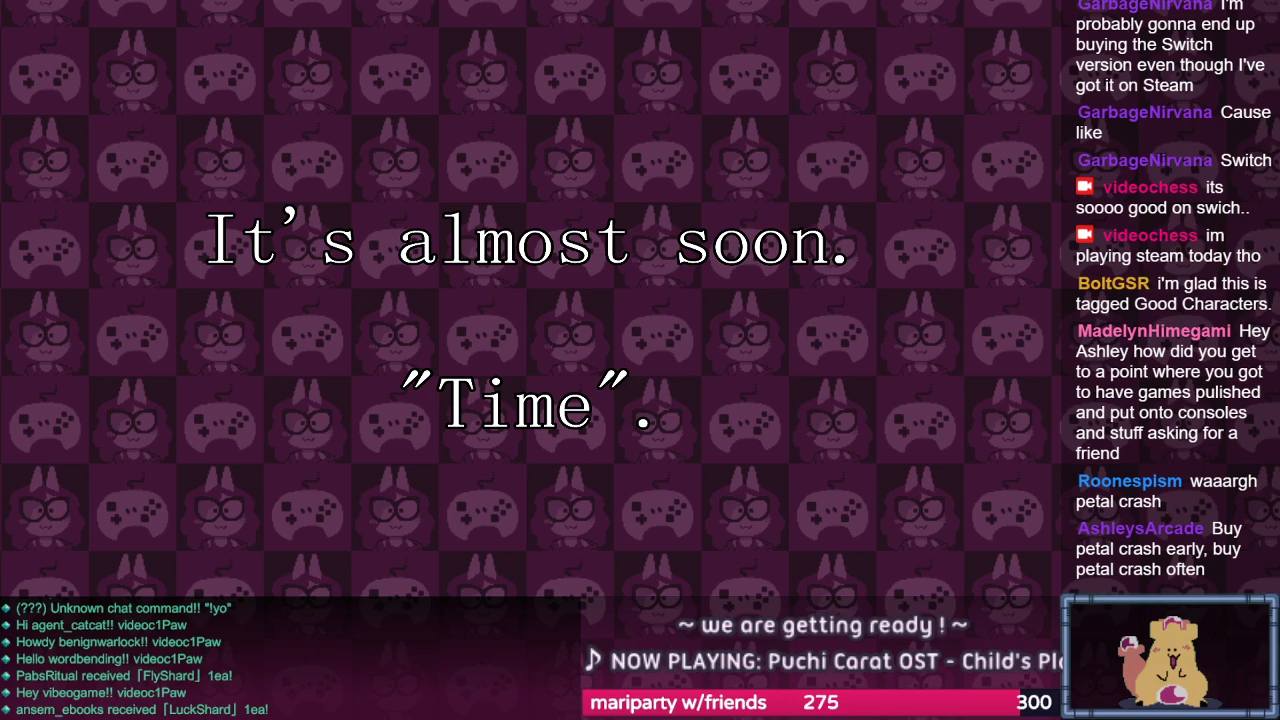 It's almost soon.
"Time".
GarbageNirvana I'm
probably gonna end up
buying the Switch
version even though I've
got it on Steam
GarbageNirvana Cause
like
GarbageNirvana Switch
videochess its
soooo good on swich..
videochess im
playing steam today tho
BoltGSR i'm glad this is
tagged Good Characters.
MadelynHimegami Hey
Ashley how did you get
to a point where you got
to have games pulished
and put onto consoles
and stuff asking for a
friend
Roonespism waaargh
petal crash
AshleysArcade Buy
petal crash early, buy
petal crash often
(???) Unknown chat command!! "!yo"
Hi agent_catcat!! videoc1Paw
Howdy benignwarlock!! videoc1Paw
Hello wordbending!! videoc1Paw
PabsRitual received「FlyShard」1ea!
Hey vibeogame!! videoc1Paw
ansem_ebooks received「LuckShard」1ea!
~ we are getting ready ! ~
♪ NOW PLAYING: Puchi Carat OST - Child's Pl
mariparty w/friends 275 300